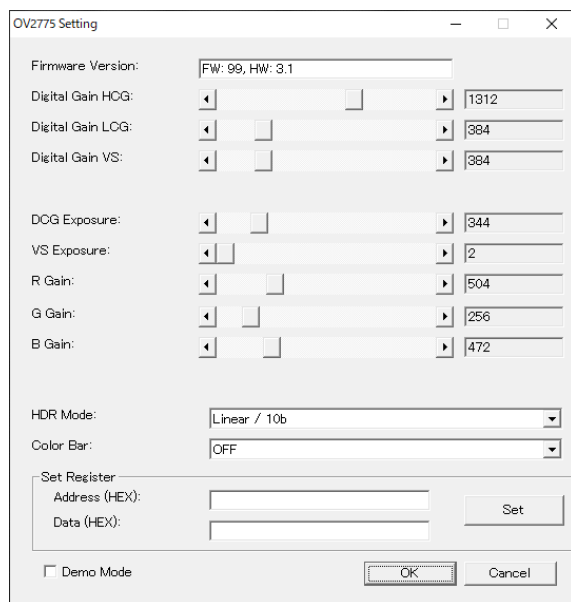 OV2775 Setting
Firmware Version: FW: 99, HW: 3.1
Digital Gain HCG: 1312
Digital Gain LCG: 384
Digital Gain VS: 384
DCG Exposure: 344
VS Exposure: 2
R Gain: 504
G Gain: 256
B Gain: 472
HDR Mode: Linear / 10b
Color Bar: OFF
Set Register
Address (HEX):
Set
Data (HEX):
Demo Mode OK Cancel